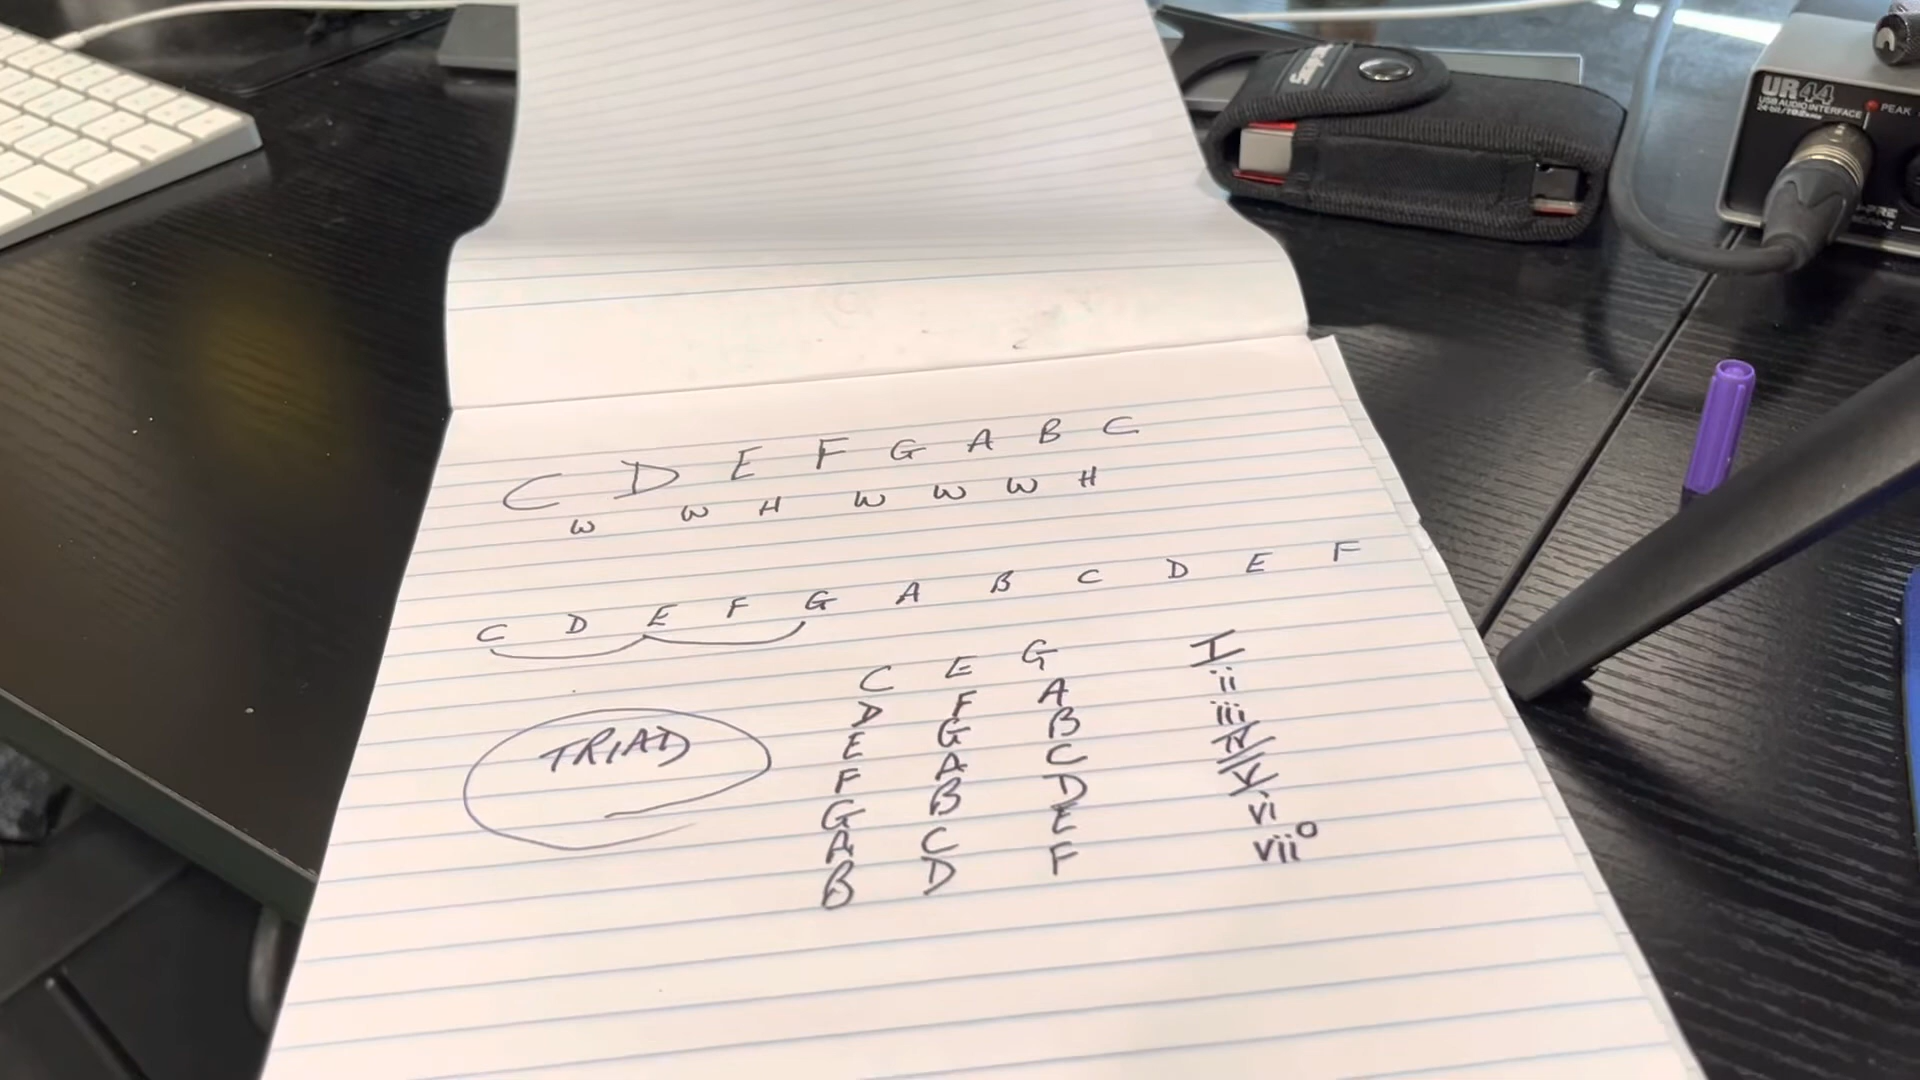 C D E F G A B C
W W H W W W H
C D E F G A B C D E F
TRIAD
C E G I
D F A ii
E G B iii
F A C IV
G B D V
A C E vi
B D F vii°
UR44
USB AUDIO INTERFACE
PEAK